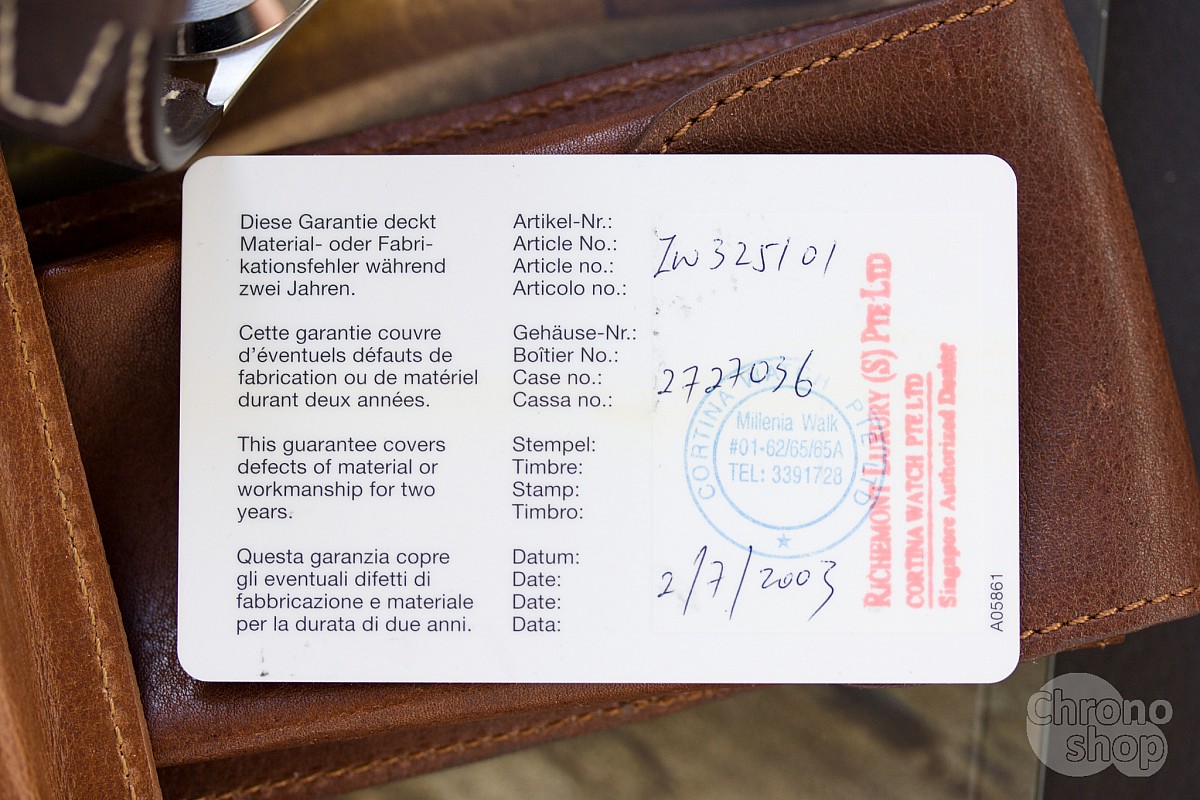 Diese Garantie deckt
Material- oder Fabri-
kationsfehler während
zwei Jahren.
Cette garantie couvre
d'éventuels défauts de
fabrication ou de matériel
durant deux années.
This guarantee covers
defects of material or
workmanship for two
years.
Questa garanzia copre
gli eventuali difetti di
fabbricazione e materiale
per la durata di due anni.
Artikel-Nr.:
Article No.:
Article no.:
Articolo no.:
IW325101
Gehäuse-Nr.:
Boîtier No.:
Case no.:
Cassa no.:
2727036
Stempel:
Timbre:
Stamp:
Timbro:
CORTINA WATCH PTE LTD
Millenia Walk
#01-62/65/65A
TEL: 3391728
Datum:
Date:
Date:
Data:
2/7/2003
RICHEMONT LUXURY (S) PTE LTD
CORTINA WATCH PTE LTD
Singapore Authorized Dealer
A05861
Chrono
shop